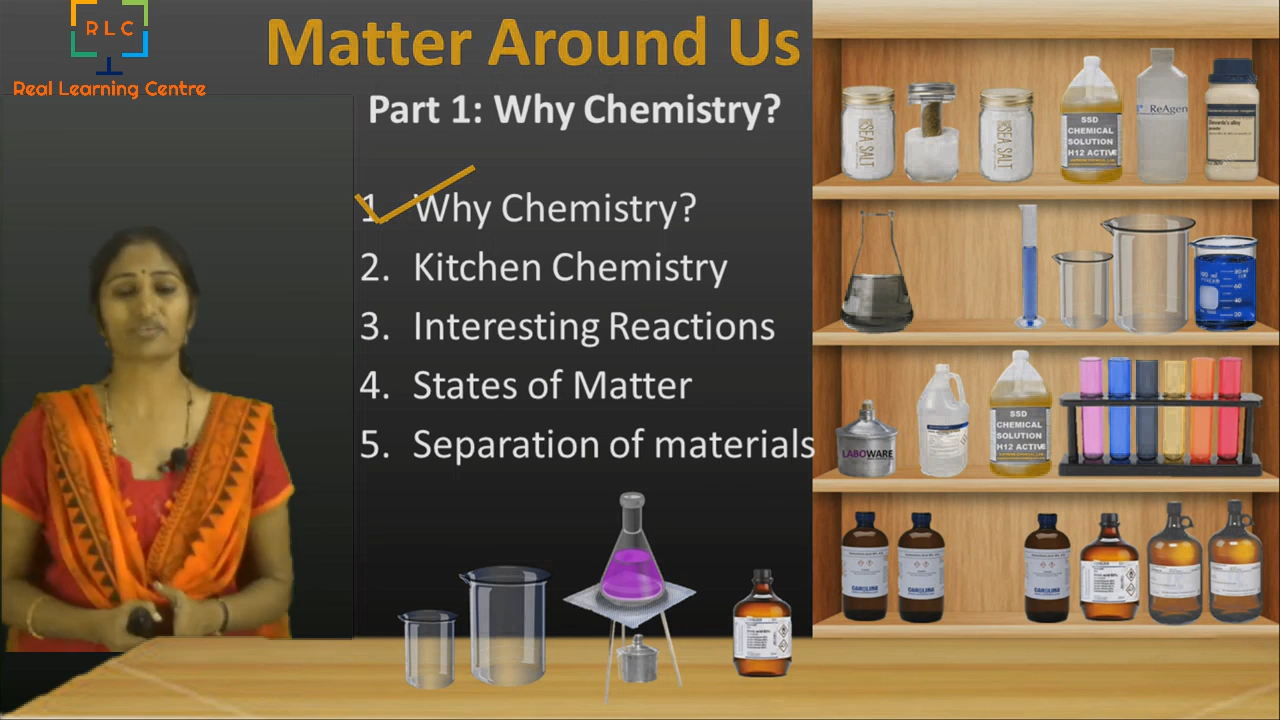 RLC
Real Learning Centre
Matter Around Us
Part 1: Why Chemistry?
1. Why Chemistry?
2. Kitchen Chemistry
3. Interesting Reactions
4. States of Matter
5. Separation of materials
SEA SALT
SEA SALT
SSD
CHEMICAL
SOLUTION
H12 ACTIVE
ReAgen
Devarda's alloy
LABOWARE
SSD
CHEMICAL
SOLUTION
H12 ACTIVE
CAROLINA
CAROLINA
CAROLINA